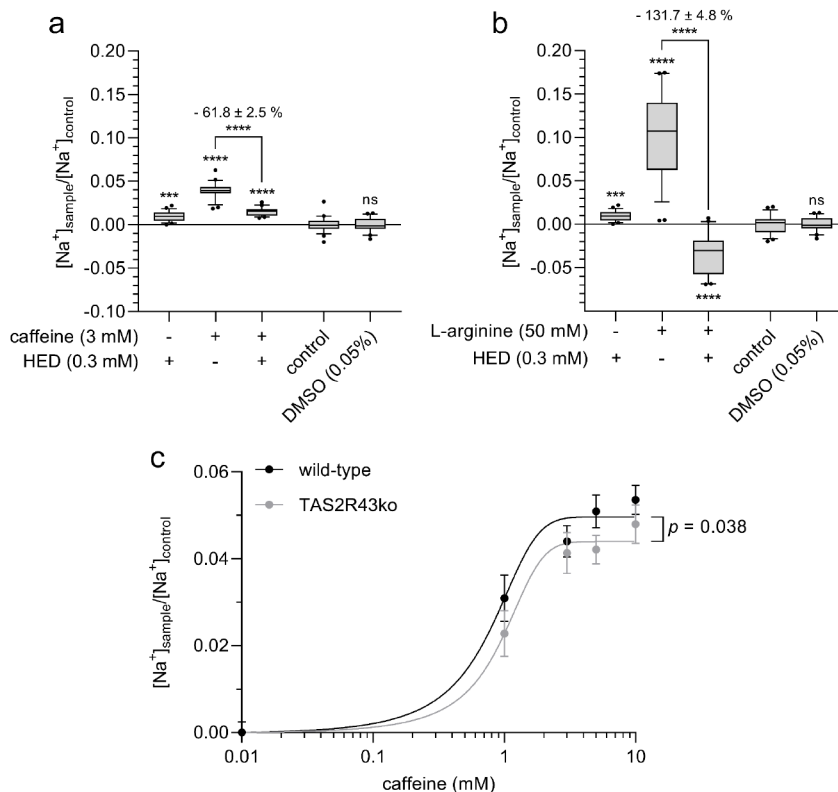 a
- 61.8 ± 2.5 %
****
****
***
****
ns
[Na⁺]sample/[Na⁺]control
0.20
0.15
0.10
0.05
0.00
-0.05
-0.10
caffeine (3 mM) - + +
HED (0.3 mM) + - +
control
DMSO (0.05%)
b
- 131.7 ± 4.8 %
****
****
***
ns
****
[Na⁺]sample/[Na⁺]control
0.20
0.15
0.10
0.05
0.00
-0.05
L-arginine (50 mM) - + +
HED (0.3 mM) + - +
control
DMSO (0.05%)
c
wild-type
TAS2R43ko
p = 0.038
[Na⁺]sample/[Na⁺]control
0.06
0.04
0.02
0.00
0.01 0.1 1 10
caffeine (mM)